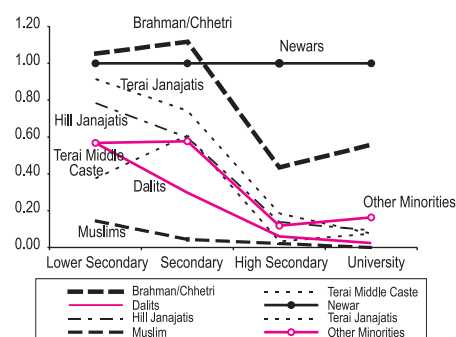 Brahman/Chhetri
1.20
Newars
1.00
Terai Janajatis
0.80
Hill Janajatis
0.60
Terai Middle
Caste
0.40
Dalits
Other Minorities
0.20
Muslims
0.00
Lower Secondary Secondary High Secondary University
Brahman/Chhetri Terai Middle Caste
Dalits Newar
Hill Janajatis Terai Janajatis
Muslim Other Minorities